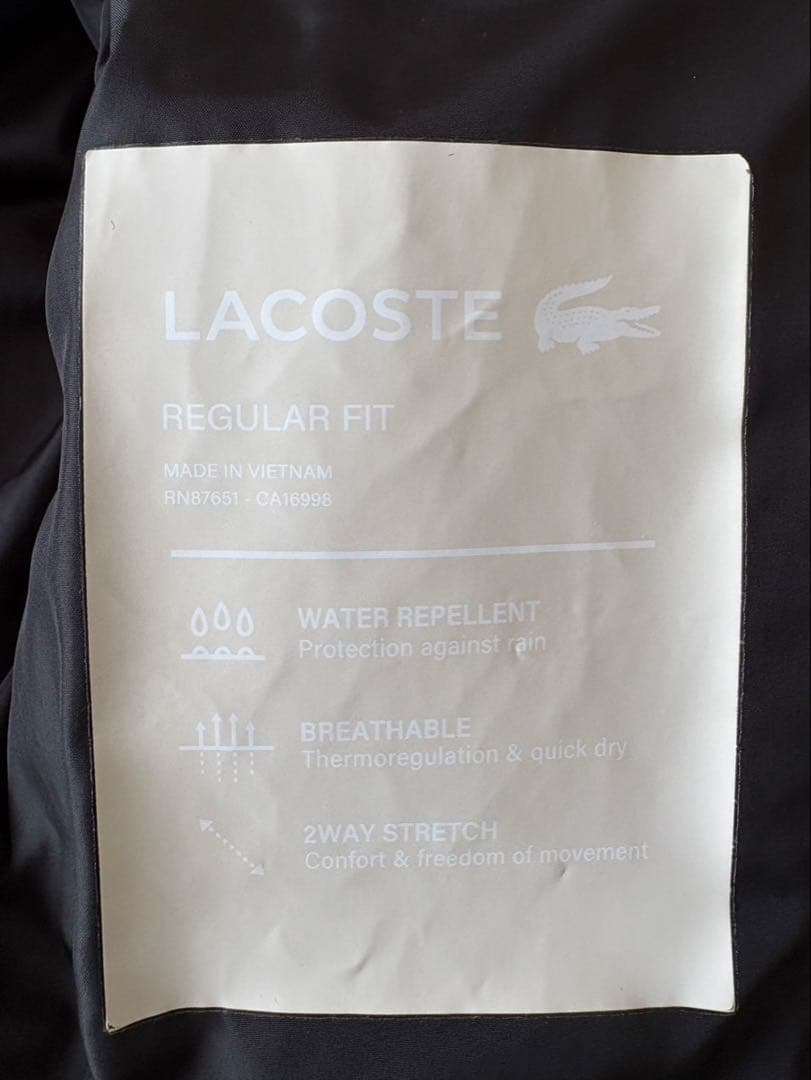 LACOSTE
REGULAR FIT
MADE IN VIETNAM
RN87651 - CA16998
WATER REPELLENT
Protection against rain
BREATHABLE
Thermoregulation & quick dry
2WAY STRETCH
Confort & freedom of movement